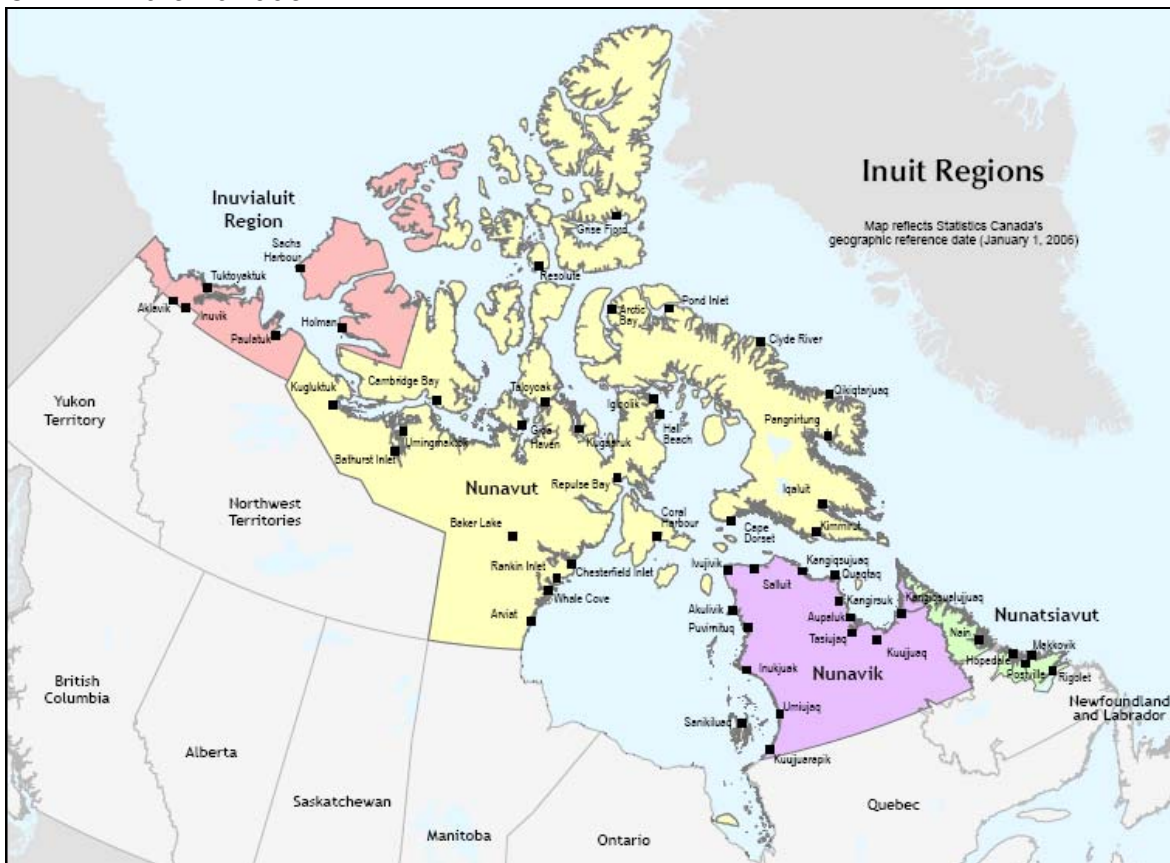 Inuit Regions
Map reflects Statistics Canada's
geographic reference date (January 1, 2006)
Inuvialuit
Region
Sachs
Harbour
Tuktoyaktuk
Aklavik
Inuvik
Paulatuk
Holman
Grise Fjord
Resolute
Arctic
Bay
Pond Inlet
Clyde River
Qikiqtarjuaq
Pangnirtung
Kugluktuk
Cambridge Bay
Taloyoak
Igloolik
Hall
Beach
Gjoa
Haven
Kugaaruk
Umingmaktok
Bathurst Inlet
Yukon
Territory
Nunavut
Repulse Bay
Iqaluit
Northwest
Territories
Baker Lake
Coral
Harbour
Cape
Dorset
Kimmirut
Rankin Inlet
Chesterfield Inlet
Whale Cove
Arviat
Ivujivik
Salluit
Kangiqsujuaq
Quaqtaq
Kangirsuk
Kangiqsualujjuaq
Akulivik
Puvirnituq
Aupaluk
Tasiujaq
Kuujjuaq
Nunatsiavut
Nain
Hopedale
Makkovik
Postville
Rigolet
Inukjuak
Nunavik
Umiujaq
Sanikiluaq
Kuujjuarapik
Newfoundland
and Labrador
British
Columbia
Alberta
Saskatchewan
Manitoba
Ontario
Quebec